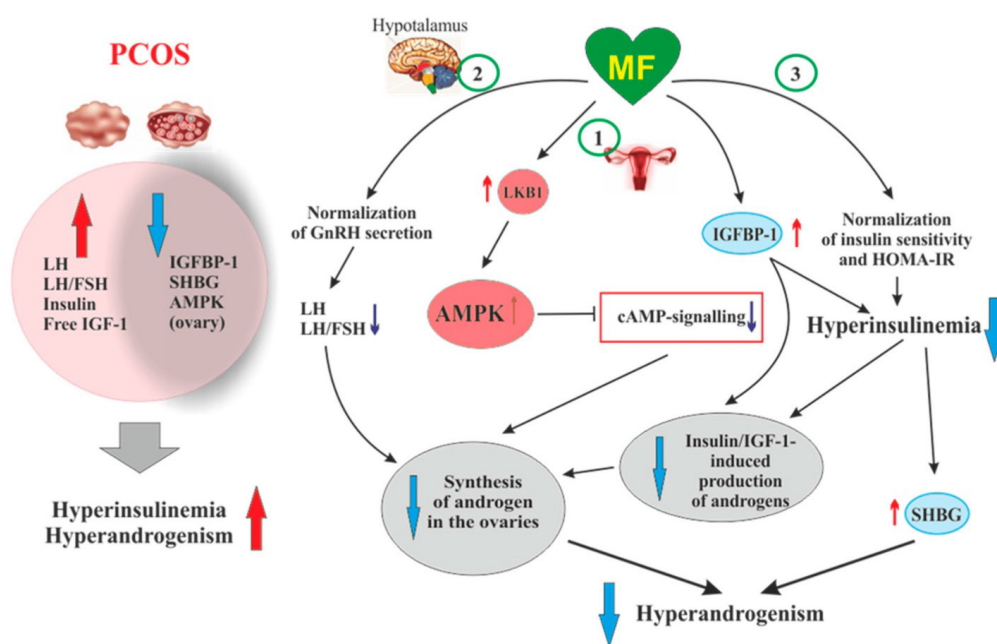 PCOS
LH
LH/FSH
Insulin
Free IGF-1
IGFBP-1
SHBG
AMPK
(ovary)
Hyperinsulinemia
Hyperandrogenism
Hypotalamus
2
MF
3
1
LKB1
Normalization
of GnRH secretion
IGFBP-1
Normalization
of insulin sensitivity
and HOMA-IR
LH
LH/FSH
AMPK
cAMP-signalling
Hyperinsulinemia
Synthesis
of androgen
in the ovaries
Insulin/IGF-1-
induced
production
of androgens
SHBG
Hyperandrogenism